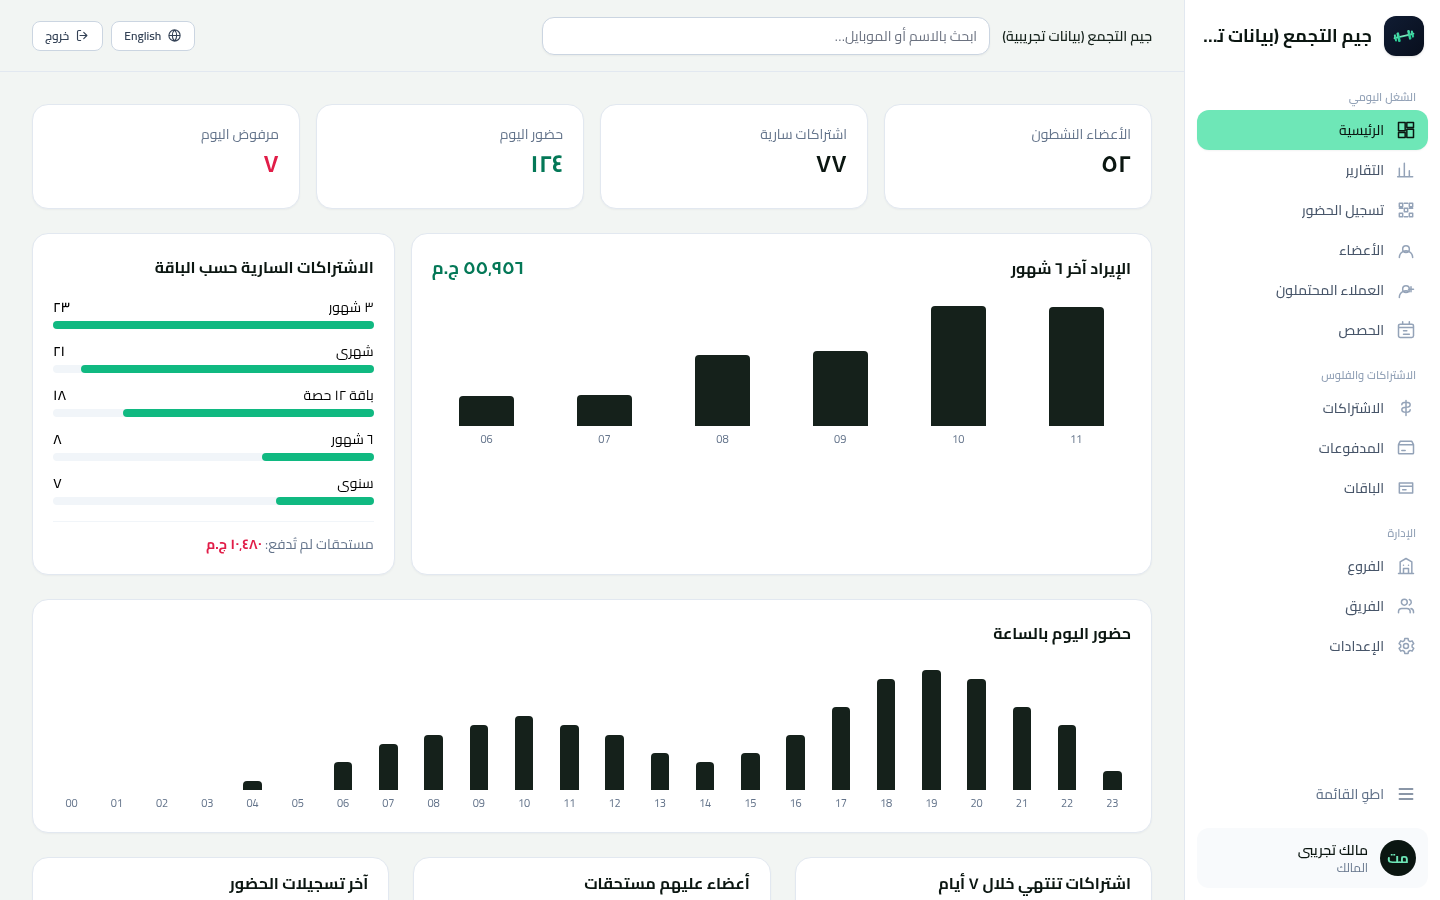 جيم التجمع (بيانات تـ...
الشغل اليومي
الرئيسية
التقارير
تسجيل الحضور
الأعضاء
العملاء المحتملون
الحصص
الاشتراكات والفلوس
الاشتراكات
المدفوعات
الباقات
الإدارة
الفروع
الفريق
الإعدادات
اطوِ القائمة
مت
مالك تجريبي
المالك
جيم التجمع (بيانات تجريبية)
ابحث بالاسم أو الموبايل...
English
خروج
الأعضاء النشطون
٥٢
اشتراكات سارية
٧٧
حضور اليوم
١٢٤
مرفوض اليوم
٧
الإيراد آخر ٦ شهور
٥٥,٩٥٦ ج.م
06 07 08 09 10 11
الاشتراكات السارية حسب الباقة
٣ شهور ٢٣
شهري ٢١
باقة ١٢ حصة ١٨
٦ شهور ٨
سنوي ٧
مستحقات لم تُدفع: ١٠,٤٨٠ ج.م
حضور اليوم بالساعة
00 01 02 03 04 05 06 07 08 09 10 11 12 13 14 15 16 17 18 19 20 21 22 23
اشتراكات تنتهي خلال ٧ أيام
أعضاء عليهم مستحقات
آخر تسجيلات الحضور